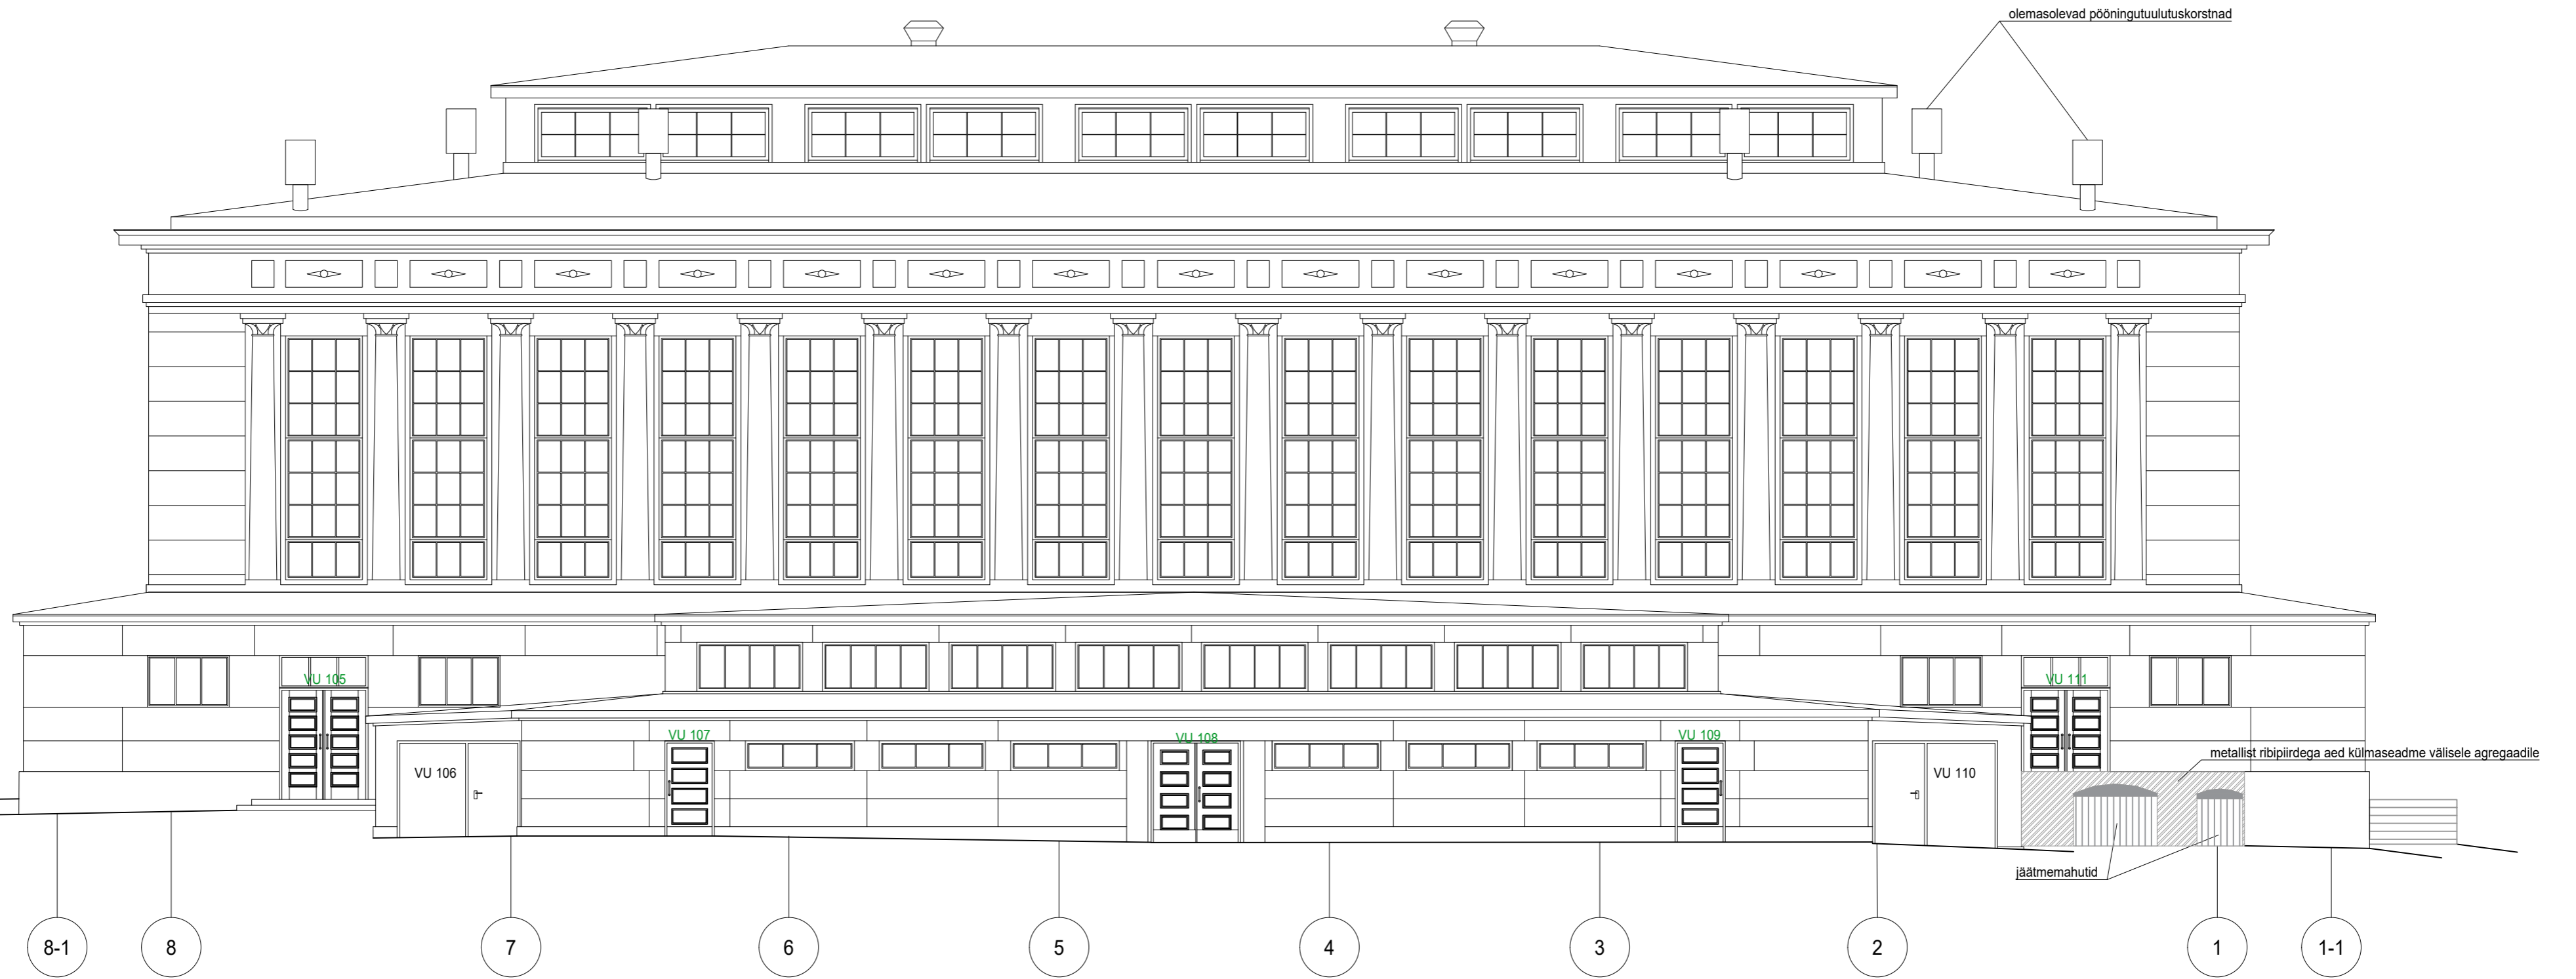 olemasolevad pööningutuulutuskorstnad
VU 105
VU 111
VU 107
VU 108
VU 109
metallist ribipiirdega aed külmaseadme välisele agregaadile
VU 106
VU 110
jäätmemahutid
8-1
8
7
6
5
4
3
2
1
1-1